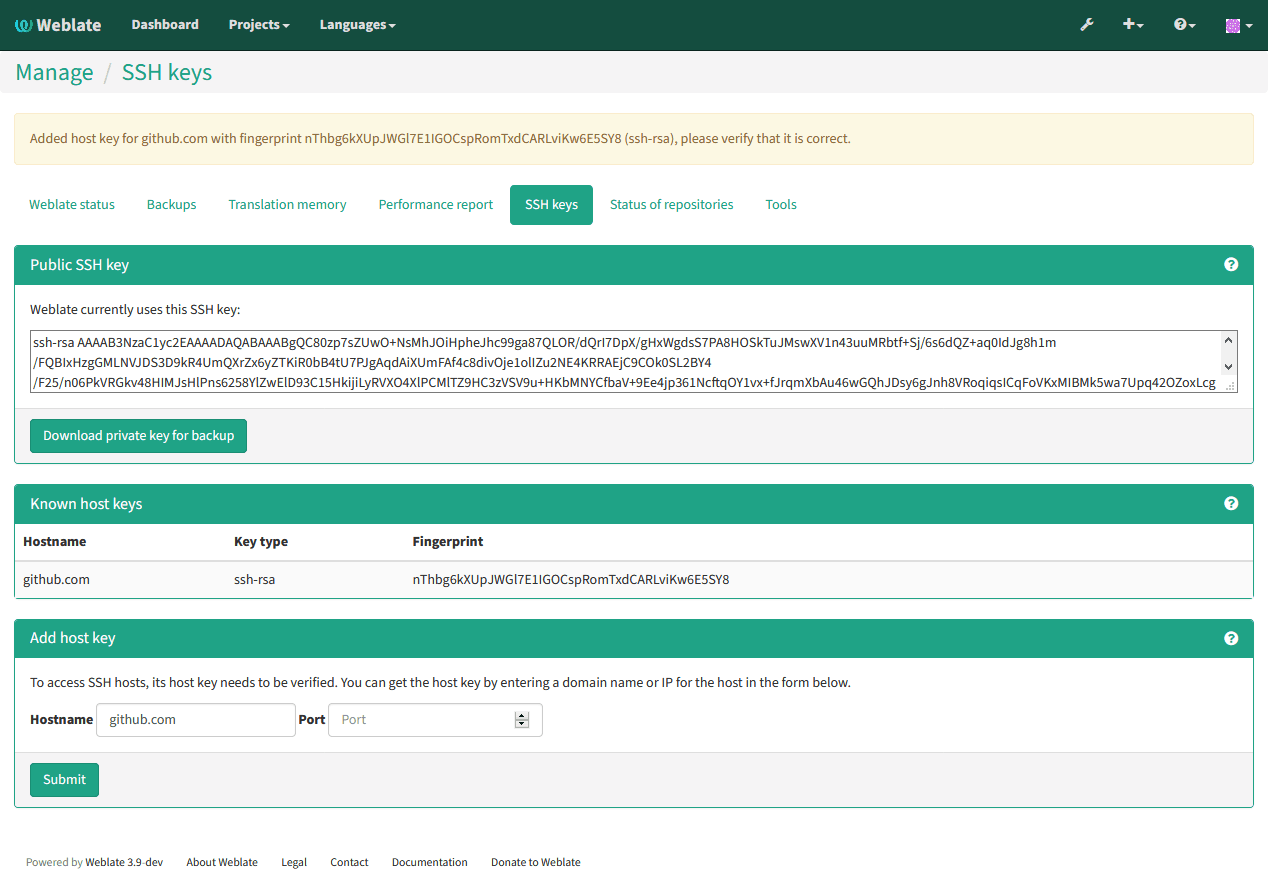 Weblate Dashboard Projects Languages
Manage / SSH keys
Added host key for github.com with fingerprint nThbg6kXUpJWGl7E1IGOCspRomTxdCARLviKw6E5SY8 (ssh-rsa), please verify that it is correct.
Weblate status Backups Translation memory Performance report SSH keys Status of repositories Tools
Public SSH key
Weblate currently uses this SSH key:
ssh-rsa AAAAB3NzaC1yc2EAAAADAQABAAABgQC80zp7sZUwO+NsMhJOiHpheJhc99ga87QLOR/dQrI7DpX/gHxWgdsS7PA8HOSkTuJMswXV1n43uuMRbtf+Sj/6s6dQZ+aq0IdJg8h1m
/FQBIxHzgGMLNVJDS3D9kR4UmQXrZx6yZTKiR0bB4tU7PJgAqdAiXUmFAf4c8divOje1olIZu2NE4KRRAEjC9COk0SL2BY4
/F25/n06PkVRGkv48HIMJsHlPns6258YlZwElD93C15HkijiLyRVXO4XlPCMlTZ9HC3zVSV9u+HKbMNYCfbaV+9Ee4jp361NcftqOY1vx+fJrqmXbAu46wGQhJDsy6gJnh8VRoqiqsICqFoVKxMIBMk5wa7Upq42OZoxLcg
Download private key for backup
Known host keys
Hostname Key type Fingerprint
github.com ssh-rsa nThbg6kXUpJWGl7E1IGOCspRomTxdCARLviKw6E5SY8
Add host key
To access SSH hosts, its host key needs to be verified. You can get the host key by entering a domain name or IP for the host in the form below.
Hostname github.com Port Port
Submit
Powered by Weblate 3.9-dev About Weblate Legal Contact Documentation Donate to Weblate